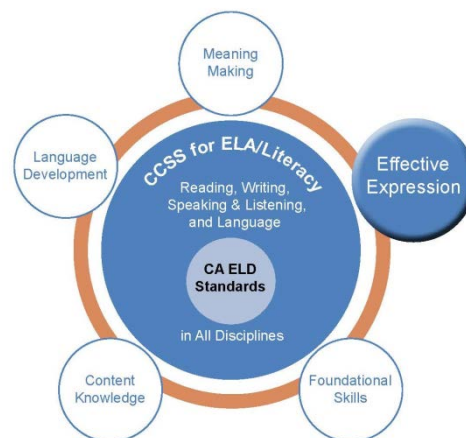 Meaning
Making
Effective
Expression
Foundational
Skills
Content
Knowledge
Language
Development
CCSS for ELA/Literacy
Reading, Writing,
Speaking & Listening,
and Language
CA ELD
Standards
in All Disciplines